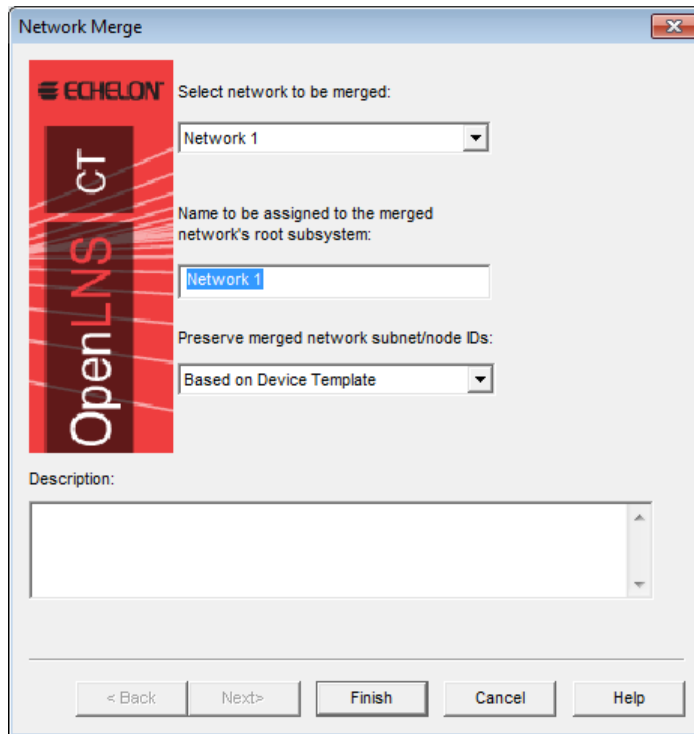 Network Merge
ECHELON
OpenLNS CT
Select network to be merged:
Network 1
Name to be assigned to the merged
network's root subsystem:
Network 1
Preserve merged network subnet/node IDs:
Based on Device Template
Description:
< Back
Next>
Finish
Cancel
Help